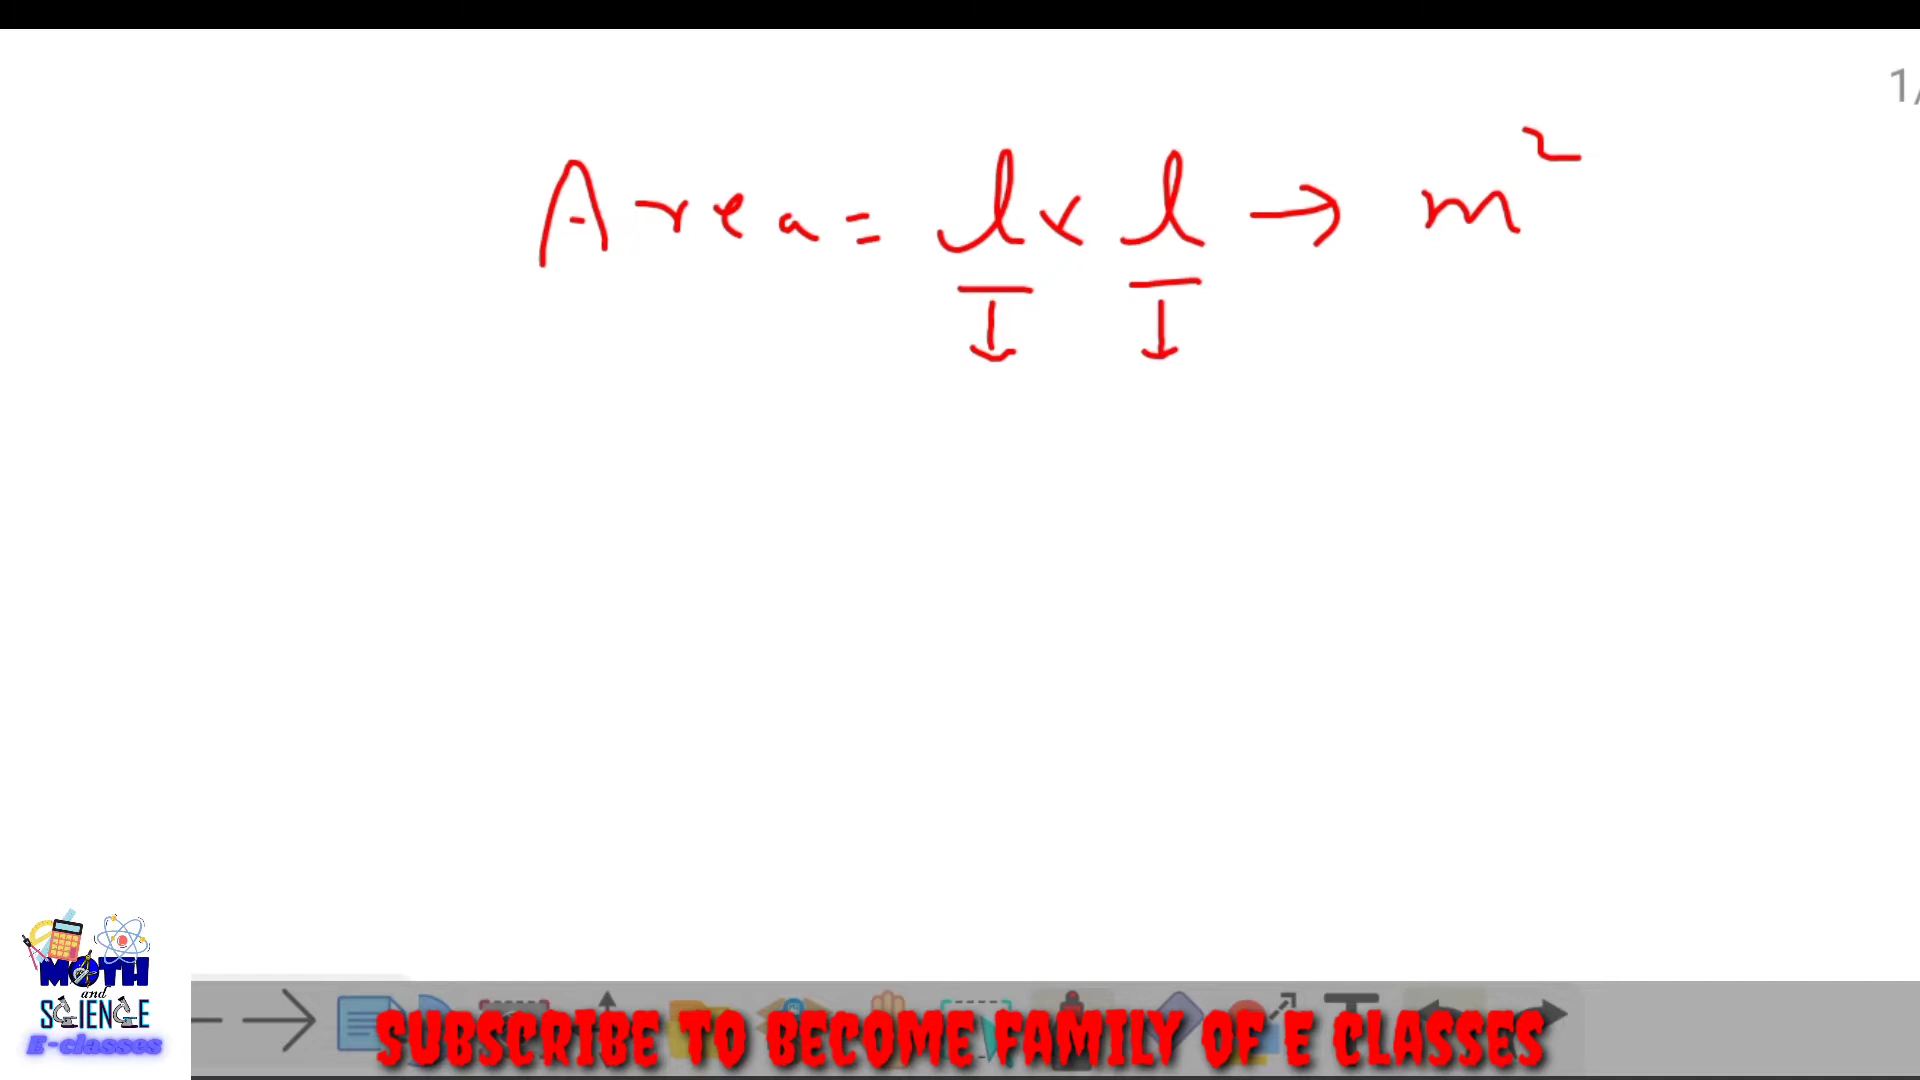 1/
Area = l × l → m²
MATH
and
SCIENCE
E-classes
SUBSCRIBE TO BECOME FAMILY OF E CLASSES